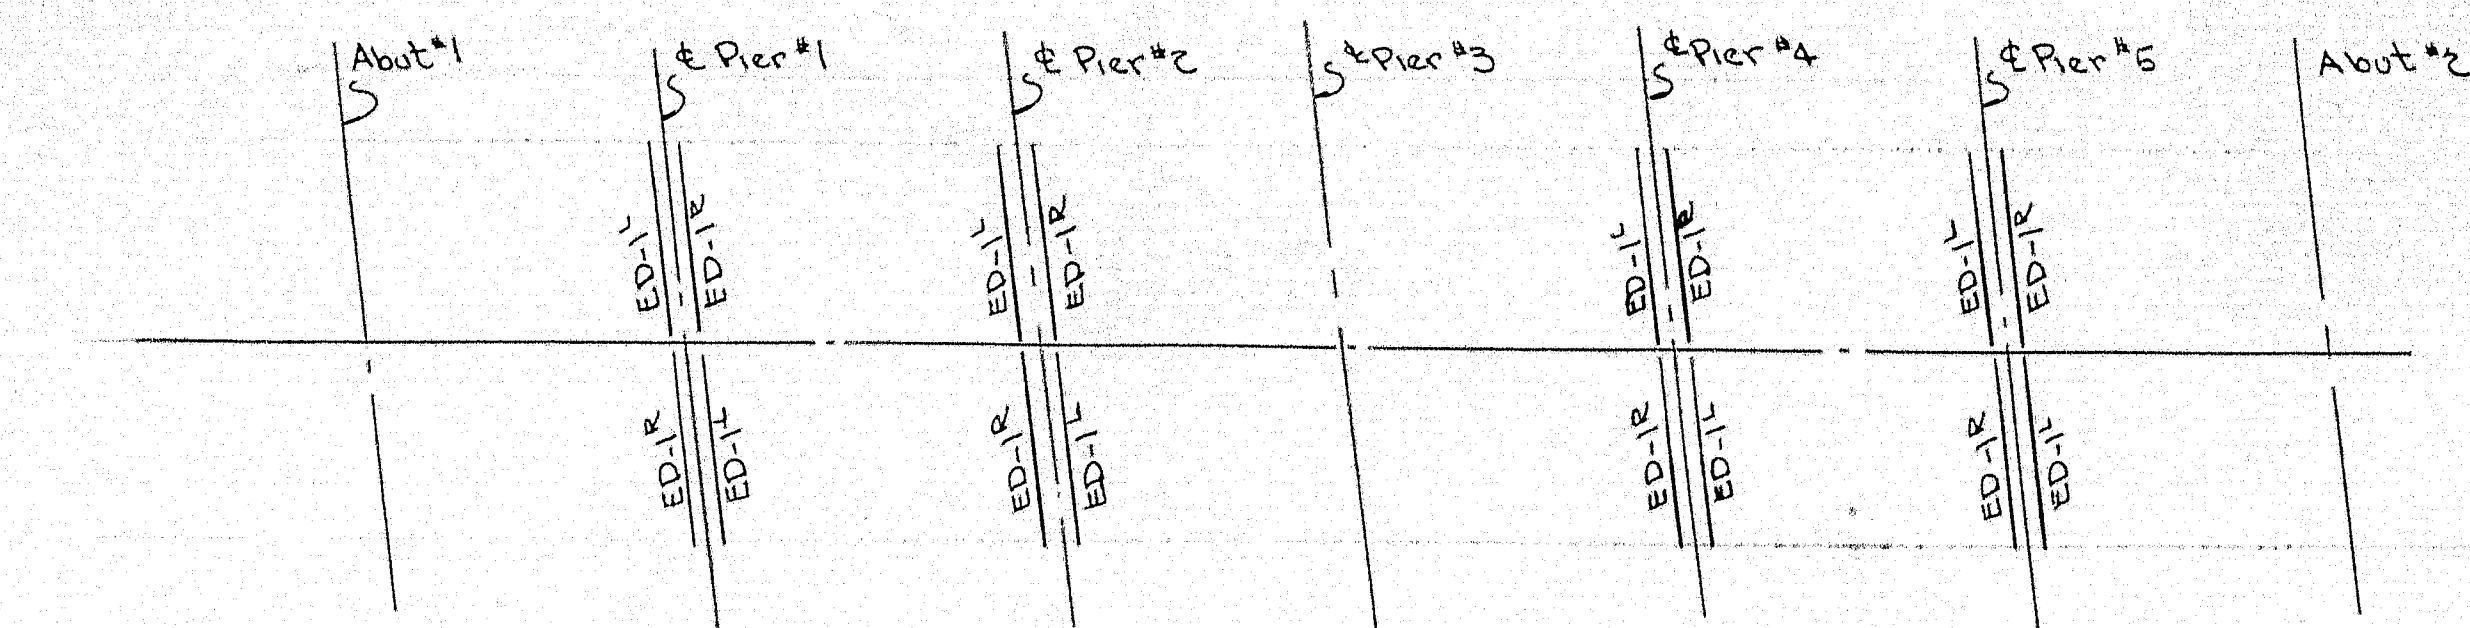 Abut #1
℄ Pier #1
℄ Pier #2
℄ Pier #3
℄ Pier #4
℄ Pier #5
Abut #2
ED-1L
ED-1R
ED-1L
ED-1R
ED-1L
ED-1R
ED-1L
ED-1R
ED-1R
ED-1L
ED-1R
ED-1L
ED-1R
ED-1L
ED-1R
ED-1L